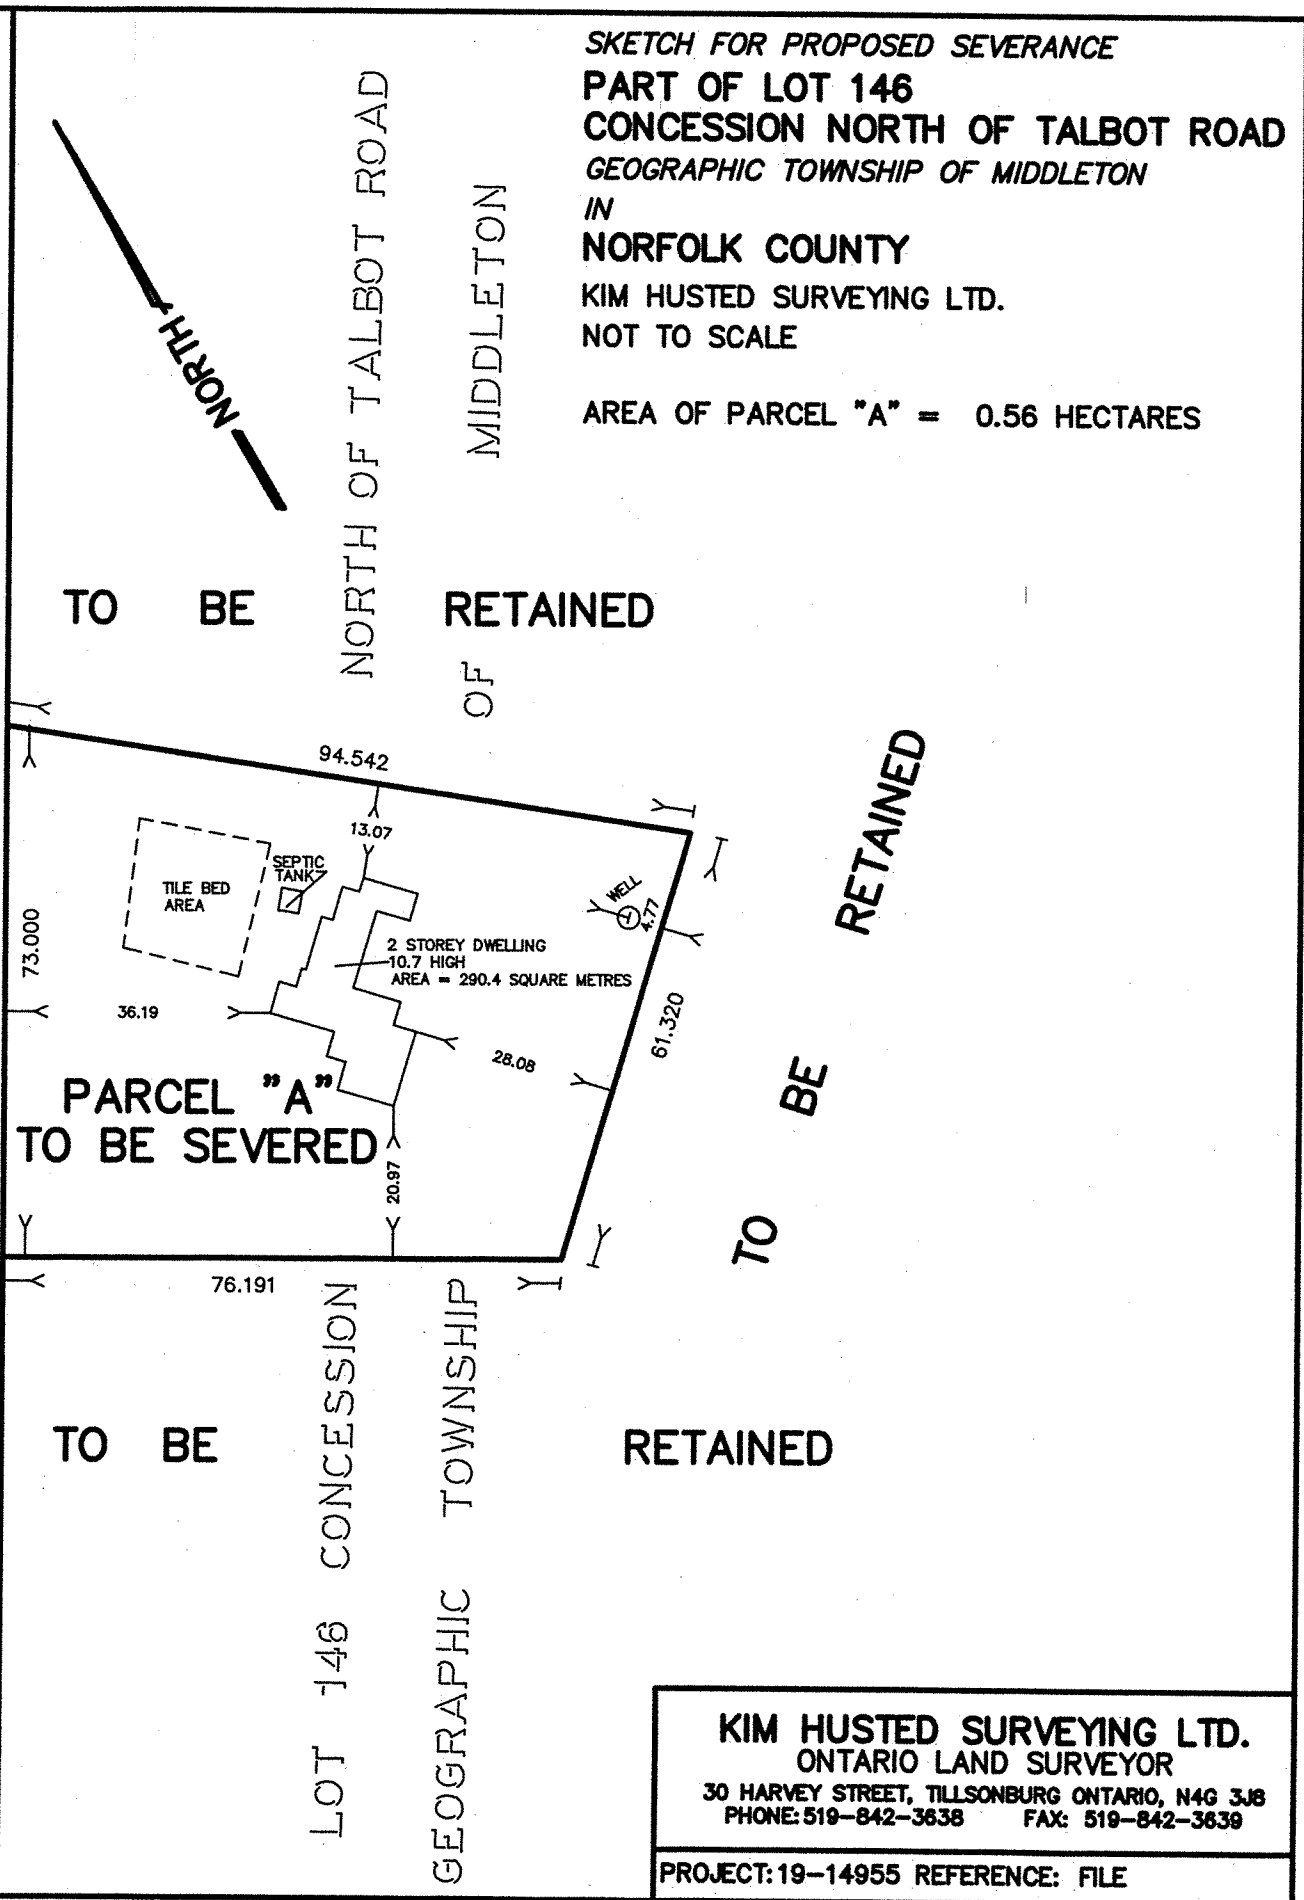 SKETCH FOR PROPOSED SEVERANCE
PART OF LOT 146
CONCESSION NORTH OF TALBOT ROAD
GEOGRAPHIC TOWNSHIP OF MIDDLETON
IN
NORFOLK COUNTY
KIM HUSTED SURVEYING LTD.
NOT TO SCALE
AREA OF PARCEL "A" = 0.56 HECTARES
NORTH
LOT 146 CONCESSION NORTH OF TALBOT ROAD
GEOGRAPHIC TOWNSHIP OF MIDDLETON
TO BE RETAINED
94.542
13.07
SEPTIC
TANK
TILE BED
AREA
WELL
4.77
73.000
2 STOREY DWELLING
10.7 HIGH
AREA = 290.4 SQUARE METRES
36.19
28.08
61.320
PARCEL "A"
TO BE SEVERED
20.97
76.191
TO BE RETAINED
TO BE RETAINED
KIM HUSTED SURVEYING LTD.
ONTARIO LAND SURVEYOR
30 HARVEY STREET, TILLSONBURG ONTARIO, N4G 3J8
PHONE: 519-842-3638 FAX: 519-842-3639
PROJECT: 19-14955 REFERENCE: FILE